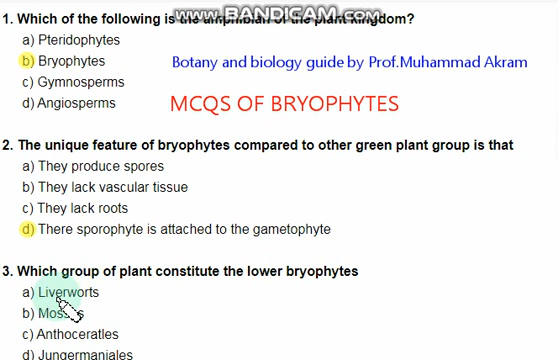 WWW.BANDICAM.COM
1. Which of the following is the amphibian of the plant kingdom?
a) Pteridophytes
b) Bryophytes
Botany and biology guide by Prof.Muhammad Akram
c) Gymnosperms
d) Angiosperms
MCQS OF BRYOPHYTES
2. The unique feature of bryophytes compared to other green plant group is that
a) They produce spores
b) They lack vascular tissue
c) They lack roots
d) There sporophyte is attached to the gametophyte
3. Which group of plant constitute the lower bryophytes
a) Liverworts
b) Mosses
c) Anthoceratles
d) Jungermaniales